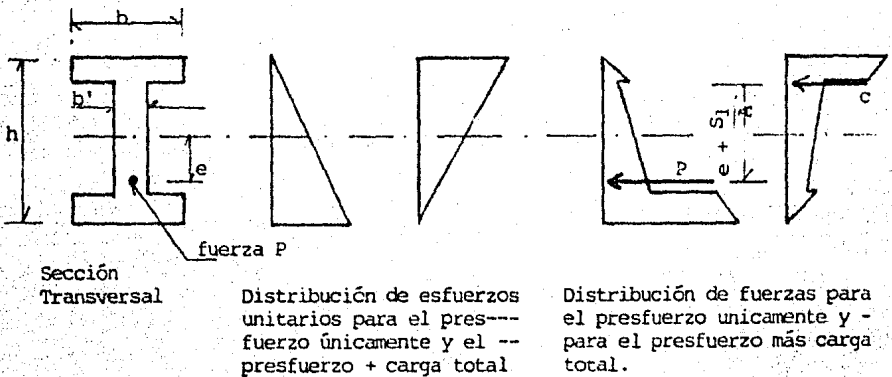 b
h
b'
e
fuerza P
Sección
Transversal
Distribución de esfuerzos
unitarios para el pres---
fuerzo únicamente y el --
presfuerzo + carga total
P
e +
C
Distribución de fuerzas para
el presfuerzo unicamente y -
para el presfuerzo más carga
total.